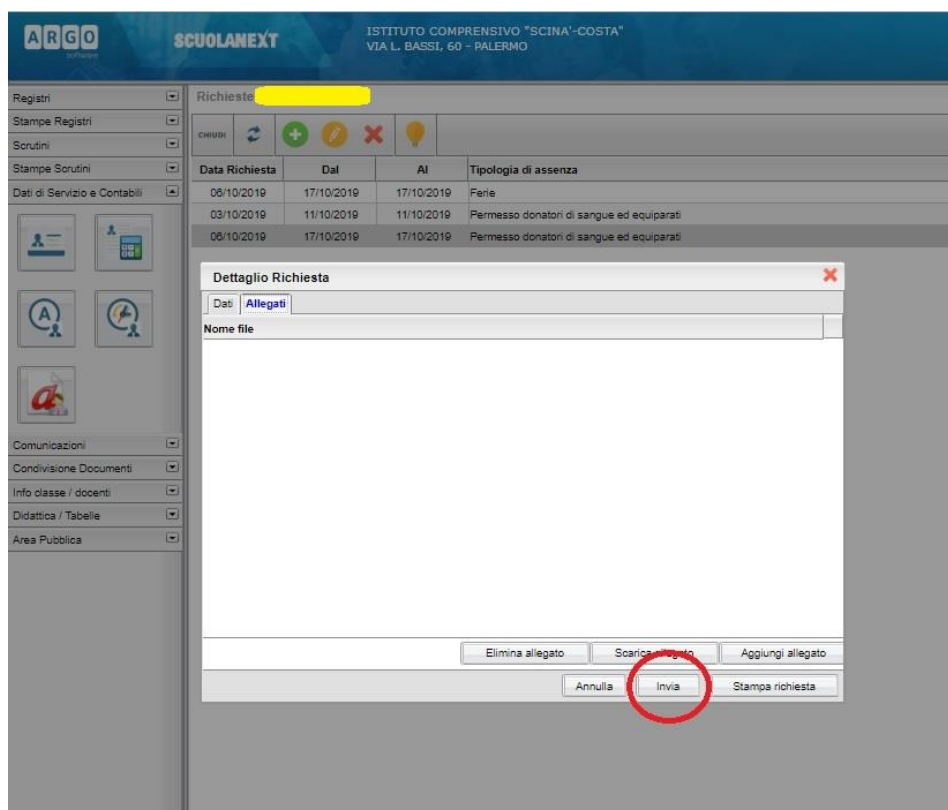 ARGO
software
SCUOLANEXT
ISTITUTO COMPRENSIVO "SCINA'-COSTA"
VIA L. BASSI, 60 - PALERMO
Registri
Stampe Registri
Scrutini
Stampe Scrutini
Dati di Servizio e Contabili
Comunicazioni
Condivisione Documenti
Info classe / docenti
Didattica / Tabelle
Area Pubblica
Richieste
CHIUDI
Data Richiesta Dal Al Tipologia di assenza
06/10/2019 17/10/2019 17/10/2019 Ferie
03/10/2019 11/10/2019 11/10/2019 Permesso donatori di sangue ed equiparati
06/10/2019 17/10/2019 17/10/2019 Permesso donatori di sangue ed equiparati
Dettaglio Richiesta
Dati Allegati
Nome file
Elimina allegato Scarica allegato Aggiungi allegato
Annulla Invia Stampa richiesta